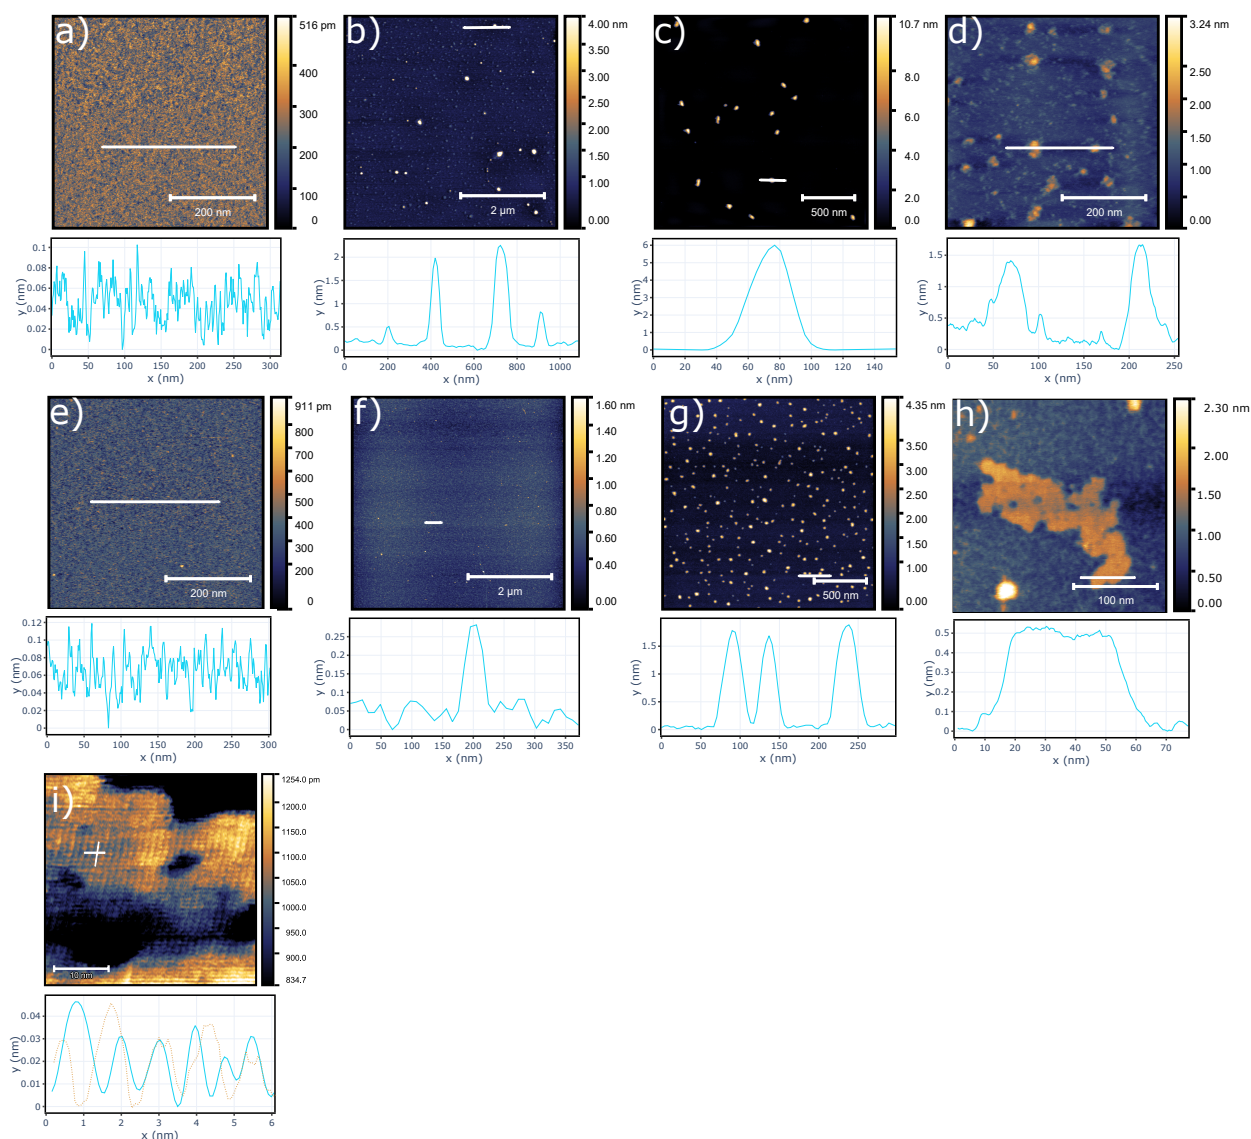 a)
516 pm
400
300
200
100
0
200 nm
y (nm)
0.1
0.08
0.06
0.04
0.02
0
0 50 100 150 200 250 300
x (nm)
b)
4.00 nm
3.50
3.00
2.50
2.00
1.50
1.00
0.00
2 µm
y (nm)
2
1.5
1
0.5
0
0 200 400 600 800 1000
x (nm)
c)
10.7 nm
8.0
6.0
4.0
2.0
0.0
500 nm
y (nm)
6
5
4
3
2
1
0
0 20 40 60 80 100 120 140
x (nm)
d)
3.24 nm
2.50
2.00
1.50
1.00
0.00
200 nm
y (nm)
1.5
1
0.5
0
0 50 100 150 200 250
x (nm)
e)
911 pm
800
700
600
500
400
300
200
100
0
200 nm
y (nm)
0.12
0.1
0.08
0.06
0.04
0.02
0
0 50 100 150 200 250 300
x (nm)
f)
1.60 nm
1.40
1.20
1.00
0.80
0.60
0.40
0.00
2 µm
y (nm)
0.25
0.2
0.15
0.1
0.05
0
0 50 100 150 200 250 300 350
x (nm)
g)
4.35 nm
3.50
3.00
2.50
2.00
1.50
1.00
0.00
500 nm
y (nm)
1.5
1
0.5
0
0 50 100 150 200 250
x (nm)
h)
2.30 nm
2.00
1.50
1.00
0.50
0.00
100 nm
y (nm)
0.5
0.4
0.3
0.2
0.1
0
0 10 20 30 40 50 60 70
x (nm)
i)
1254.0 pm
1200.0
1150.0
1100.0
1050.0
1000.0
950.0
900.0
834.7
10 nm
y (nm)
0.04
0.03
0.02
0.01
0
0 1 2 3 4 5 6
x (nm)